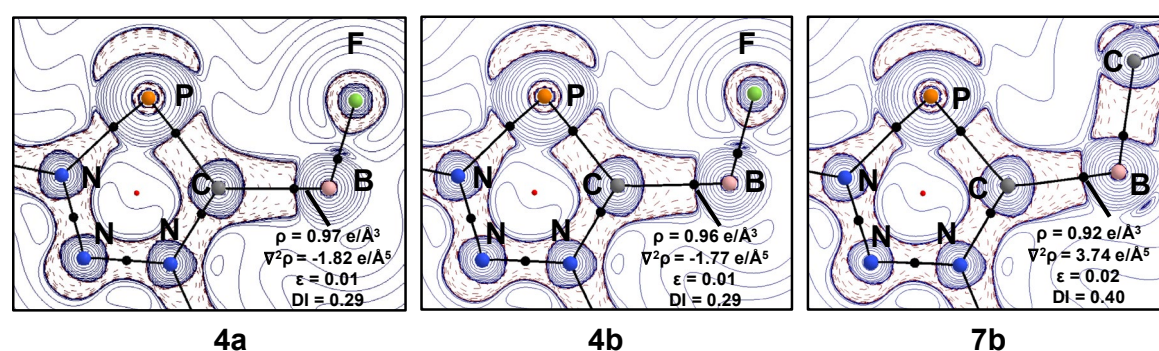 F
P
N
C
B
N
N
ρ = 0.97 e/Å³
∇²ρ = -1.82 e/Å⁵
ε = 0.01
DI = 0.29
4a
F
P
N
C
B
N
N
ρ = 0.96 e/Å³
∇²ρ = -1.77 e/Å⁵
ε = 0.01
DI = 0.29
4b
C
P
N
C
B
N
N
ρ = 0.92 e/Å³
∇²ρ = 3.74 e/Å⁵
ε = 0.02
DI = 0.40
7b